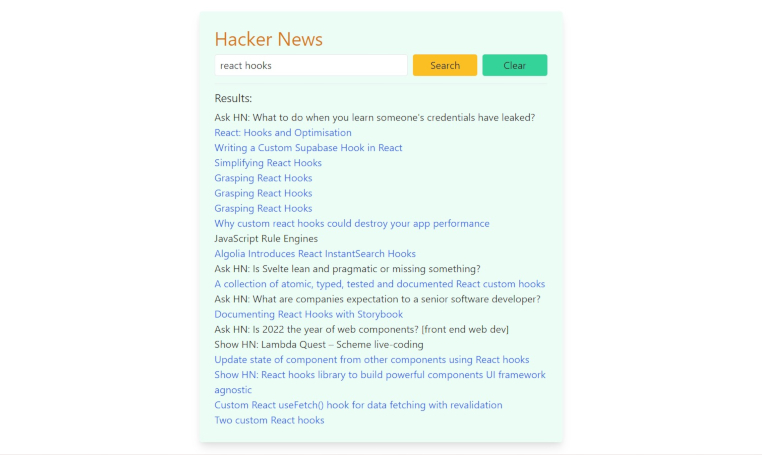 Hacker News
react hooks
Search
Clear
Results:
Ask HN: What to do when you learn someone's credentials have leaked?
React: Hooks and Optimisation
Writing a Custom Supabase Hook in React
Simplifying React Hooks
Grasping React Hooks
Grasping React Hooks
Grasping React Hooks
Why custom react hooks could destroy your app performance
JavaScript Rule Engines
Algolia Introduces React InstantSearch Hooks
Ask HN: Is Svelte lean and pragmatic or missing something?
A collection of atomic, typed, tested and documented React custom hooks
Ask HN: What are companies expectation to a senior software developer?
Documenting React Hooks with Storybook
Ask HN: Is 2022 the year of web components? [front end web dev]
Show HN: Lambda Quest – Scheme live-coding
Update state of component from other components using React hooks
Show HN: React hooks library to build powerful components UI framework
agnostic
Custom React useFetch() hook for data fetching with revalidation
Two custom React hooks